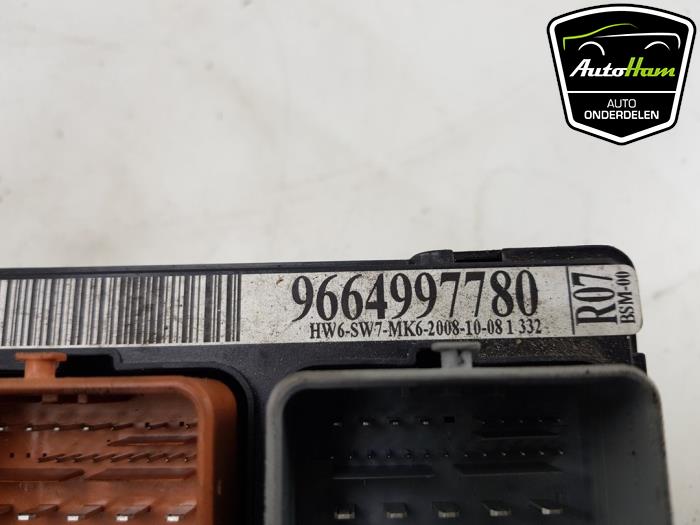 AutoHam
AUTO
ONDERDELEN
9664997780
HW6-SW7-MK6-2008-10-08 1 332
R07
BSM-00